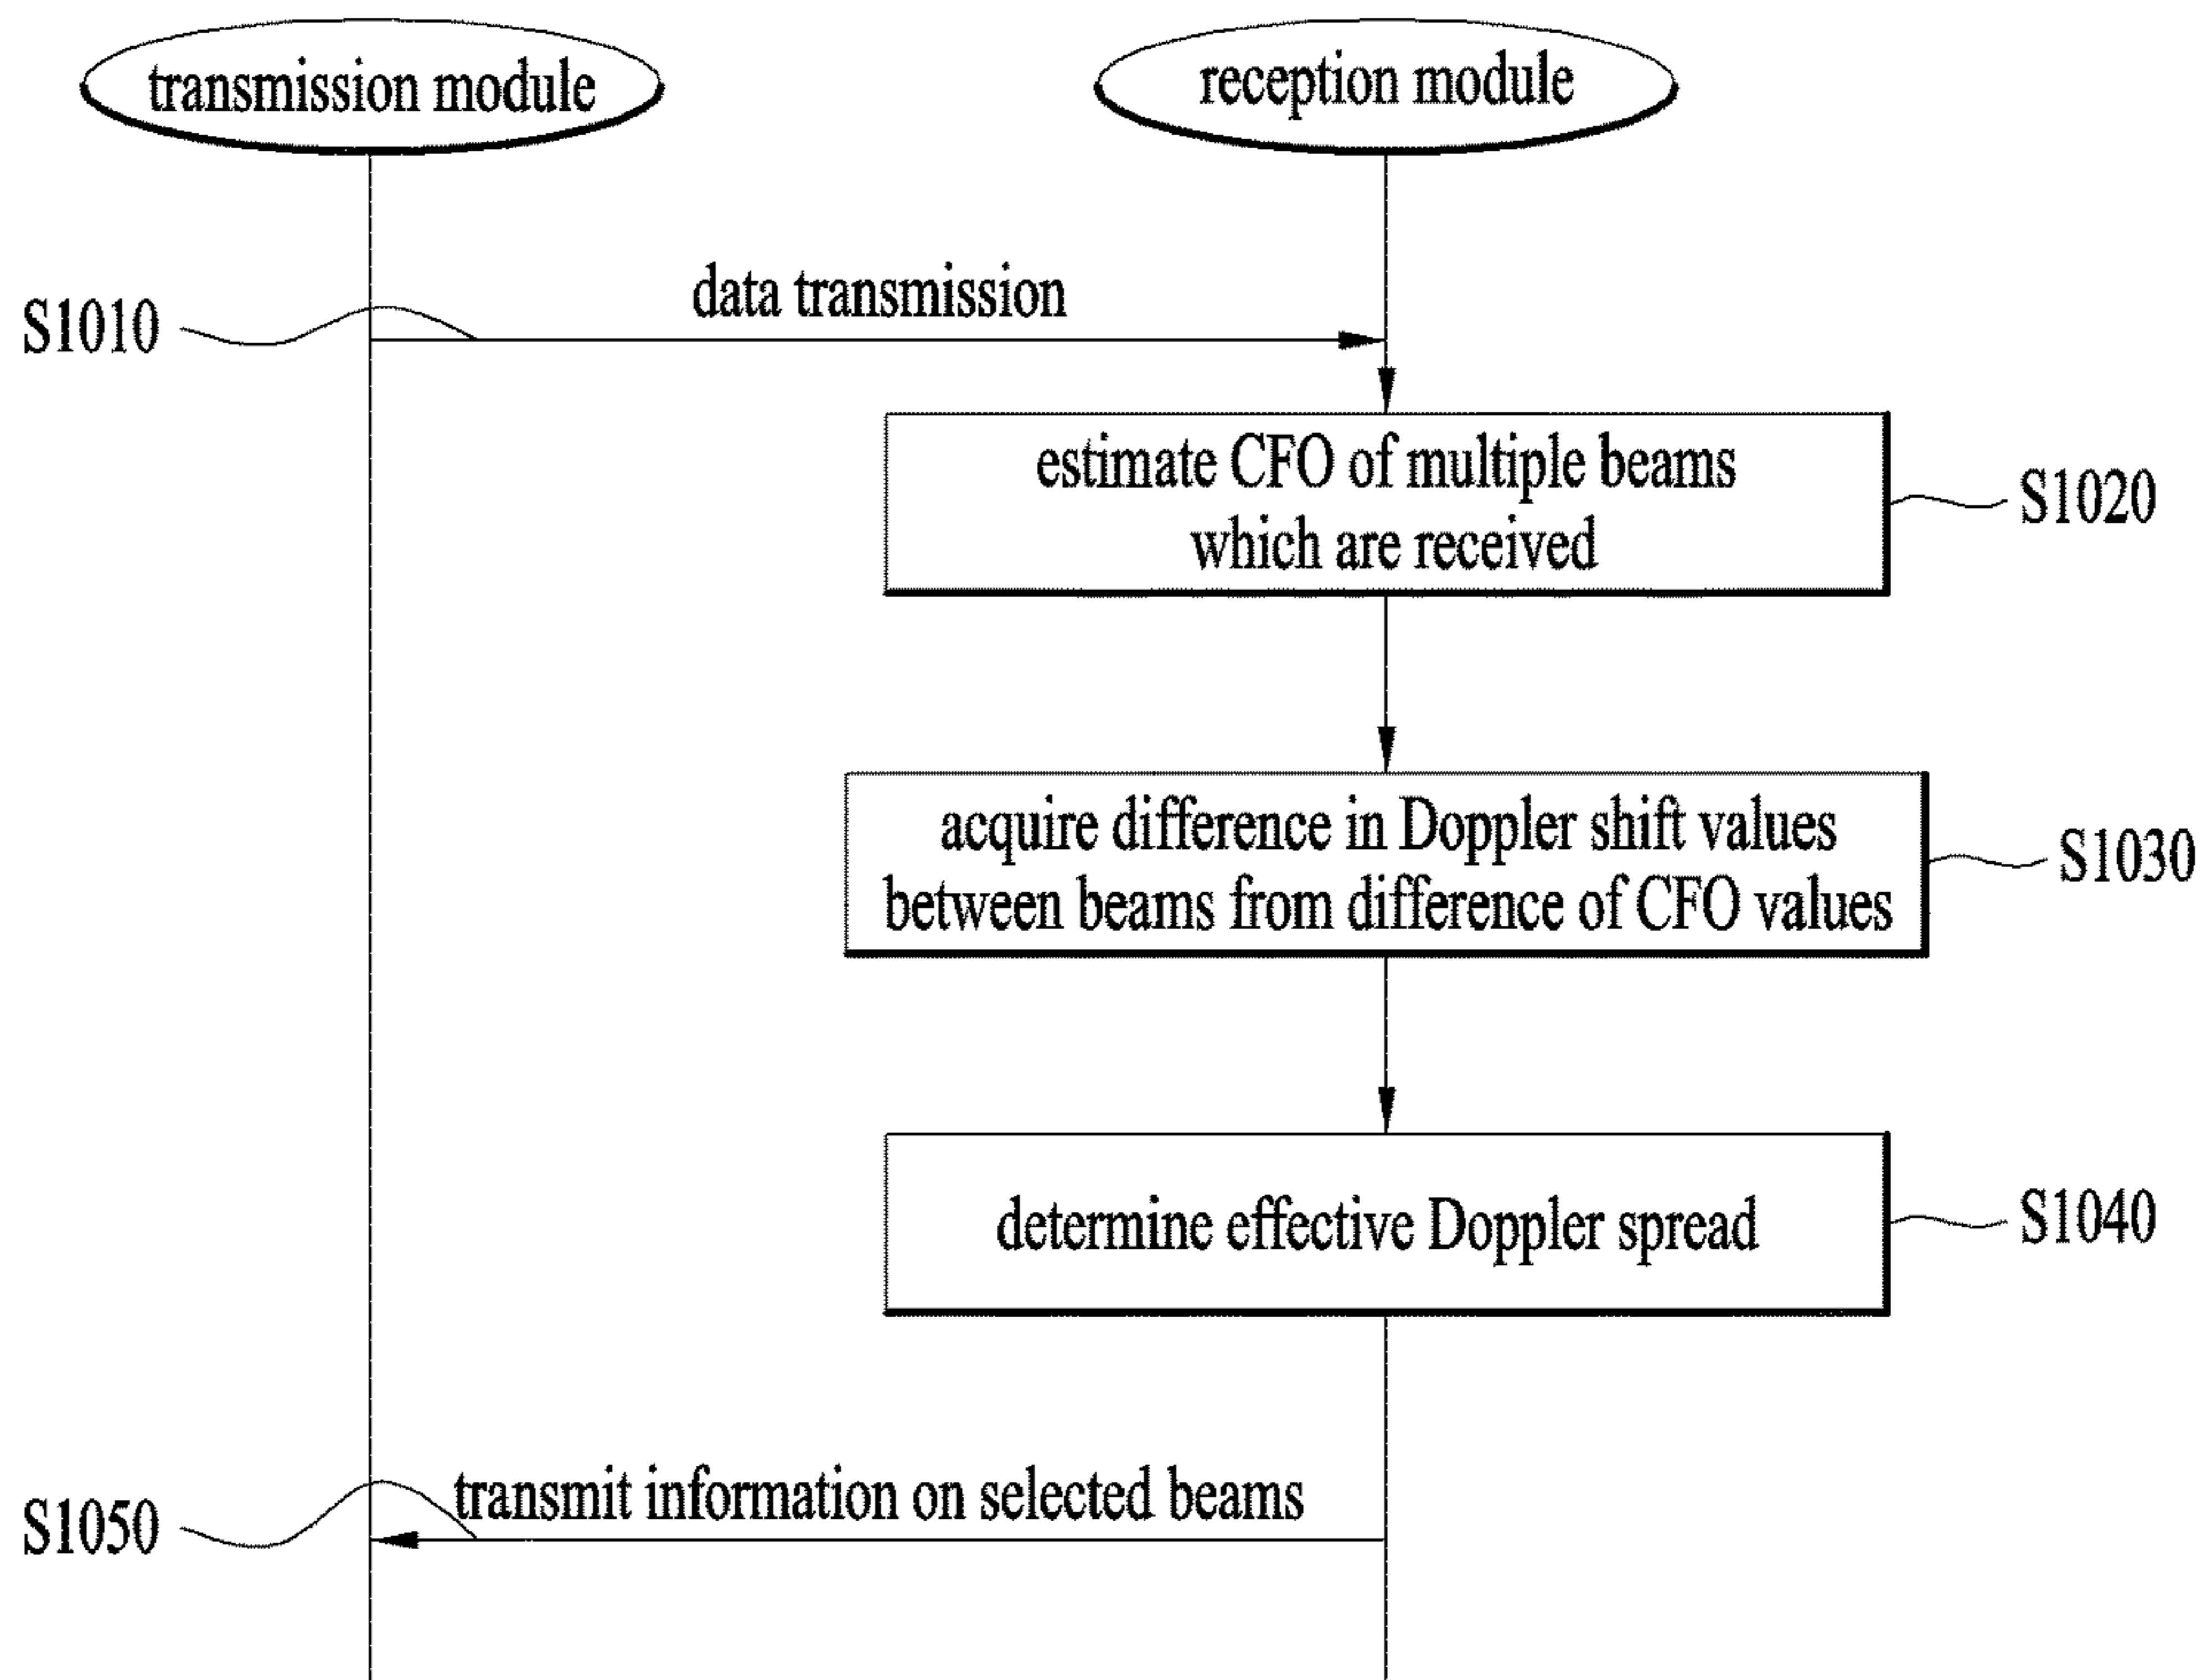 transmission module
reception module
S1010
data transmission
estimate CFO of multiple beams
which are received
S1020
acquire difference in Doppler shift values
between beams from difference of CFO values
S1030
determine effective Doppler spread
S1040
S1050
transmit information on selected beams